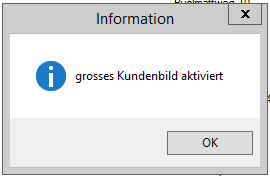 Information
x
grosses Kundenbild aktiviert
OK